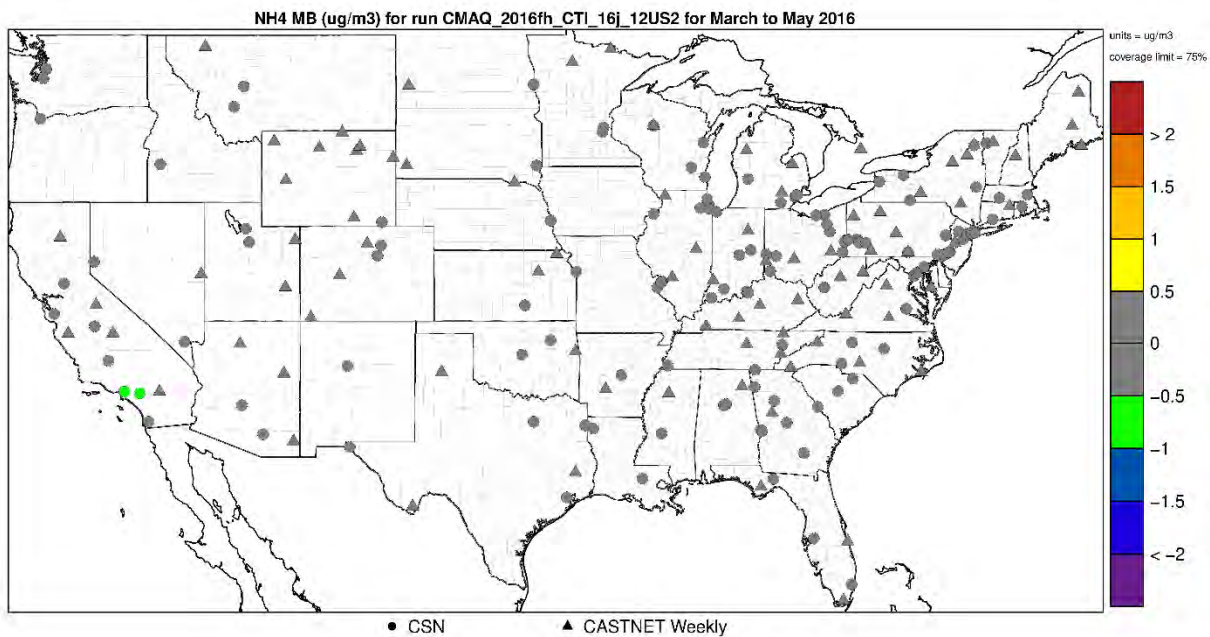 NH4 MB (ug/m3) for run CMAQ_2016fh_CTI_16j_12US2 for March to May 2016
units = ug/m3
coverage limit = 75%
> 2
1.5
1
0.5
0
−0.5
−1
−1.5
< −2
CSN
CASTNET Weekly